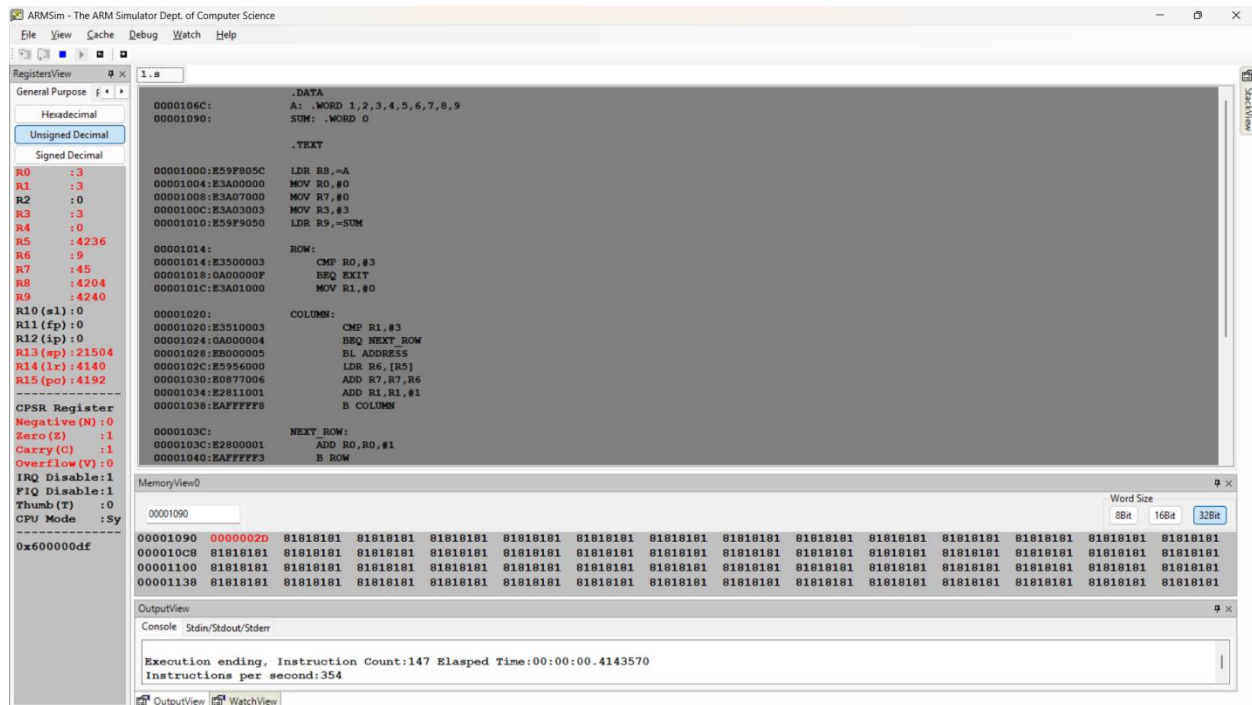 ARMSim - The ARM Simulator Dept. of Computer Science
File View Cache Debug Watch Help
RegistersView
General Purpose
Hexadecimal
Unsigned Decimal
Signed Decimal
R0 :3
R1 :3
R2 :0
R3 :3
R4 :0
R5 :4236
R6 :9
R7 :45
R8 :4204
R9 :4240
R10(sl):0
R11(fp):0
R12(ip):0
R13(sp):21504
R14(lr):4140
R15(pc):4192
CPSR Register
Negative(N):0
Zero(Z) :1
Carry(C) :1
Overflow(V):0
IRQ Disable:1
FIQ Disable:1
Thumb(T) :0
CPU Mode :Sy
0x600000df
1.s
.DATA
0000106C: A: .WORD 1,2,3,4,5,6,7,8,9
00001090: SUM: .WORD 0
.TEXT
00001000:E59F805C LDR R8,=A
00001004:E3A00000 MOV R0,#0
00001008:E3A07000 MOV R7,#0
0000100C:E3A03003 MOV R3,#3
00001010:E59F9050 LDR R9,=SUM
00001014: ROW:
00001014:E3500003 CMP R0,#3
00001018:0A00000F BEQ EXIT
0000101C:E3A01000 MOV R1,#0
00001020: COLUMN:
00001020:E3510003 CMP R1,#3
00001024:0A000004 BEQ NEXT_ROW
00001028:EB000005 BL ADDRESS
0000102C:E5956000 LDR R6,[R5]
00001030:E0877006 ADD R7,R7,R6
00001034:E2811001 ADD R1,R1,#1
00001038:EAFFFFF8 B COLUMN
0000103C: NEXT_ROW:
0000103C:E2800001 ADD R0,R0,#1
00001040:EAFFFFF3 B ROW
StackView
MemoryView0
00001090
Word Size
8Bit 16Bit 32Bit
00001090 0000002D 81818181 81818181 81818181 81818181 81818181 81818181 81818181 81818181 81818181 81818181 81818181 81818181 81818181
000010C8 81818181 81818181 81818181 81818181 81818181 81818181 81818181 81818181 81818181 81818181 81818181 81818181 81818181 81818181
00001100 81818181 81818181 81818181 81818181 81818181 81818181 81818181 81818181 81818181 81818181 81818181 81818181 81818181 81818181
00001138 81818181 81818181 81818181 81818181 81818181 81818181 81818181 81818181 81818181 81818181 81818181 81818181 81818181 81818181
OutputView
Console Stdin/Stdout/Stderr
Execution ending, Instruction Count:147 Elasped Time:00:00:00.4143570
Instructions per second:354
OutputView WatchView